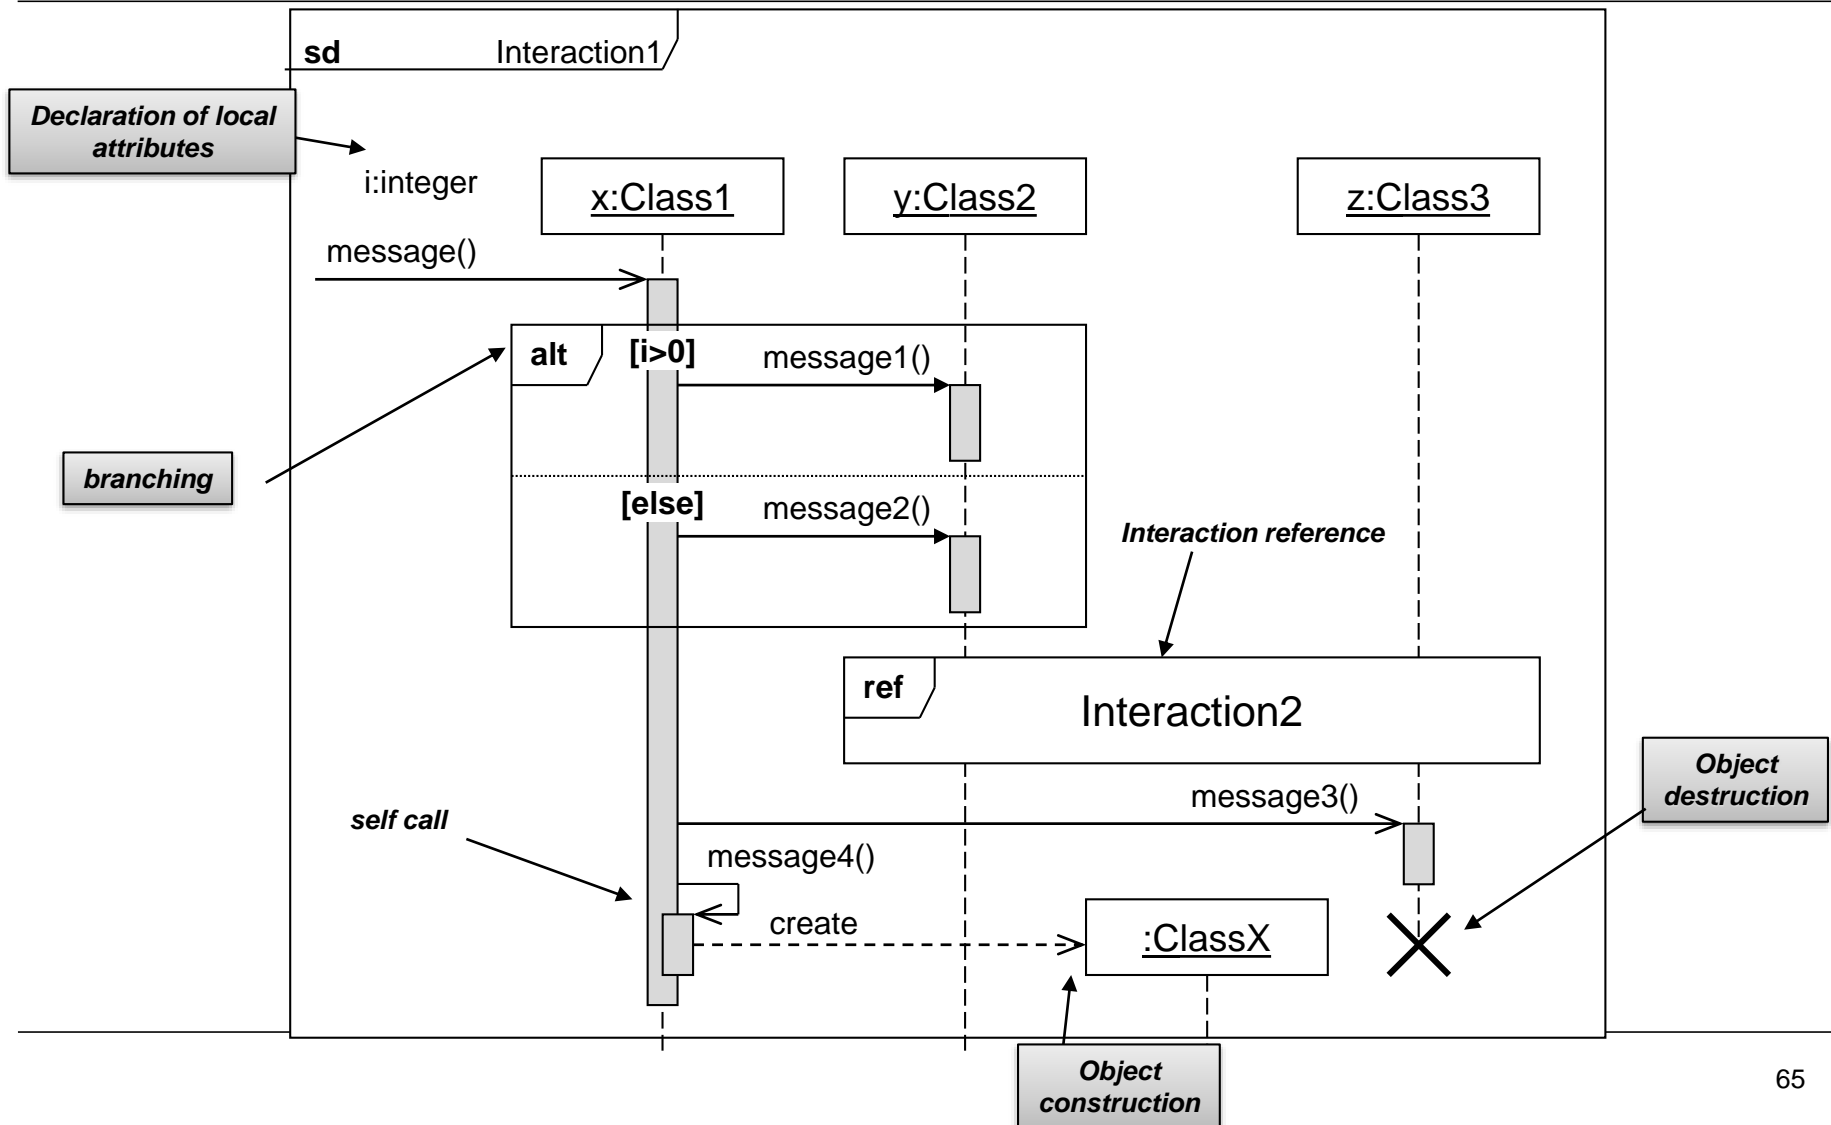 sd Interaction1
Declaration of local
attributes
i:integer
x:Class1
y:Class2
z:Class3
message()
alt
[i>0]
message1()
branching
[else]
message2()
Interaction reference
ref
Interaction2
Object
destruction
message3()
self call
message4()
create
:ClassX
Object
construction
65